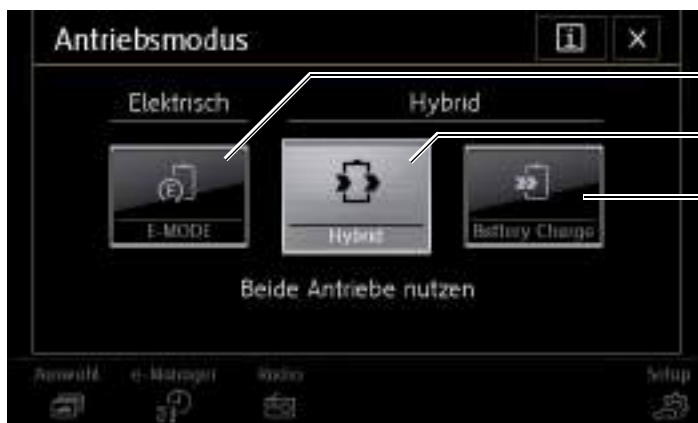 Antriebsmodus
Elektrisch Hybrid
E-MODE Hybrid Battery Charge
Beide Antriebe nutzen
Auswahl e-Manager Radio Setup